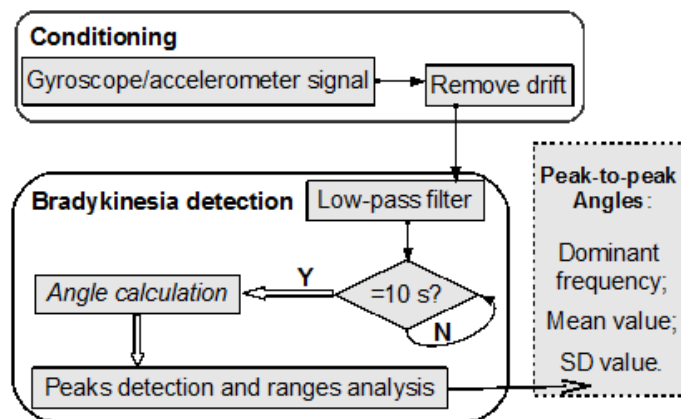 Conditioning
Gyroscope/accelerometer signal
Remove drift
Bradykinesia detection
Low-pass filter
=10 s?
Y
N
Angle calculation
Peaks detection and ranges analysis
Peak-to-peak
Angles:
Dominant
frequency;
Mean value;
SD value.